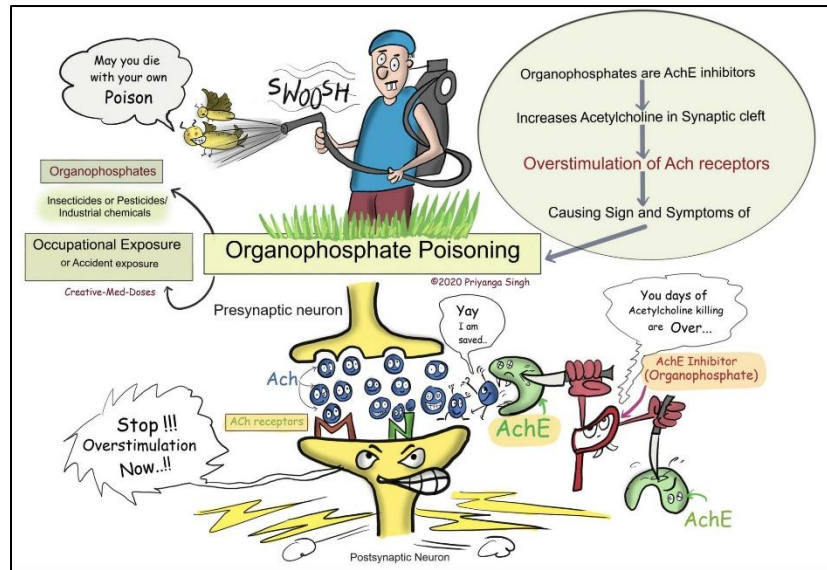 May you die
with your own
Poison
SWOOSH
Organophosphates are AchE inhibitors
Increases Acetylcholine in Synaptic cleft
Overstimulation of Ach receptors
Causing Sign and Symptoms of
Organophosphates
Insecticides or Pesticides/
Industrial chemicals
Occupational Exposure
or Accident exposure
Organophosphate Poisoning
Creative-Med-Doses
©2020 Priyanga Singh
Presynaptic neuron
Yay
I am
saved..
You days of
Acetylcholine killing
are Over...
AchE Inhibitor
(Organophosphate)
Ach
ACh receptors
M
N
AchE
Stop !!!
Overstimulation
Now..!!
AchE
Postsynaptic Neuron